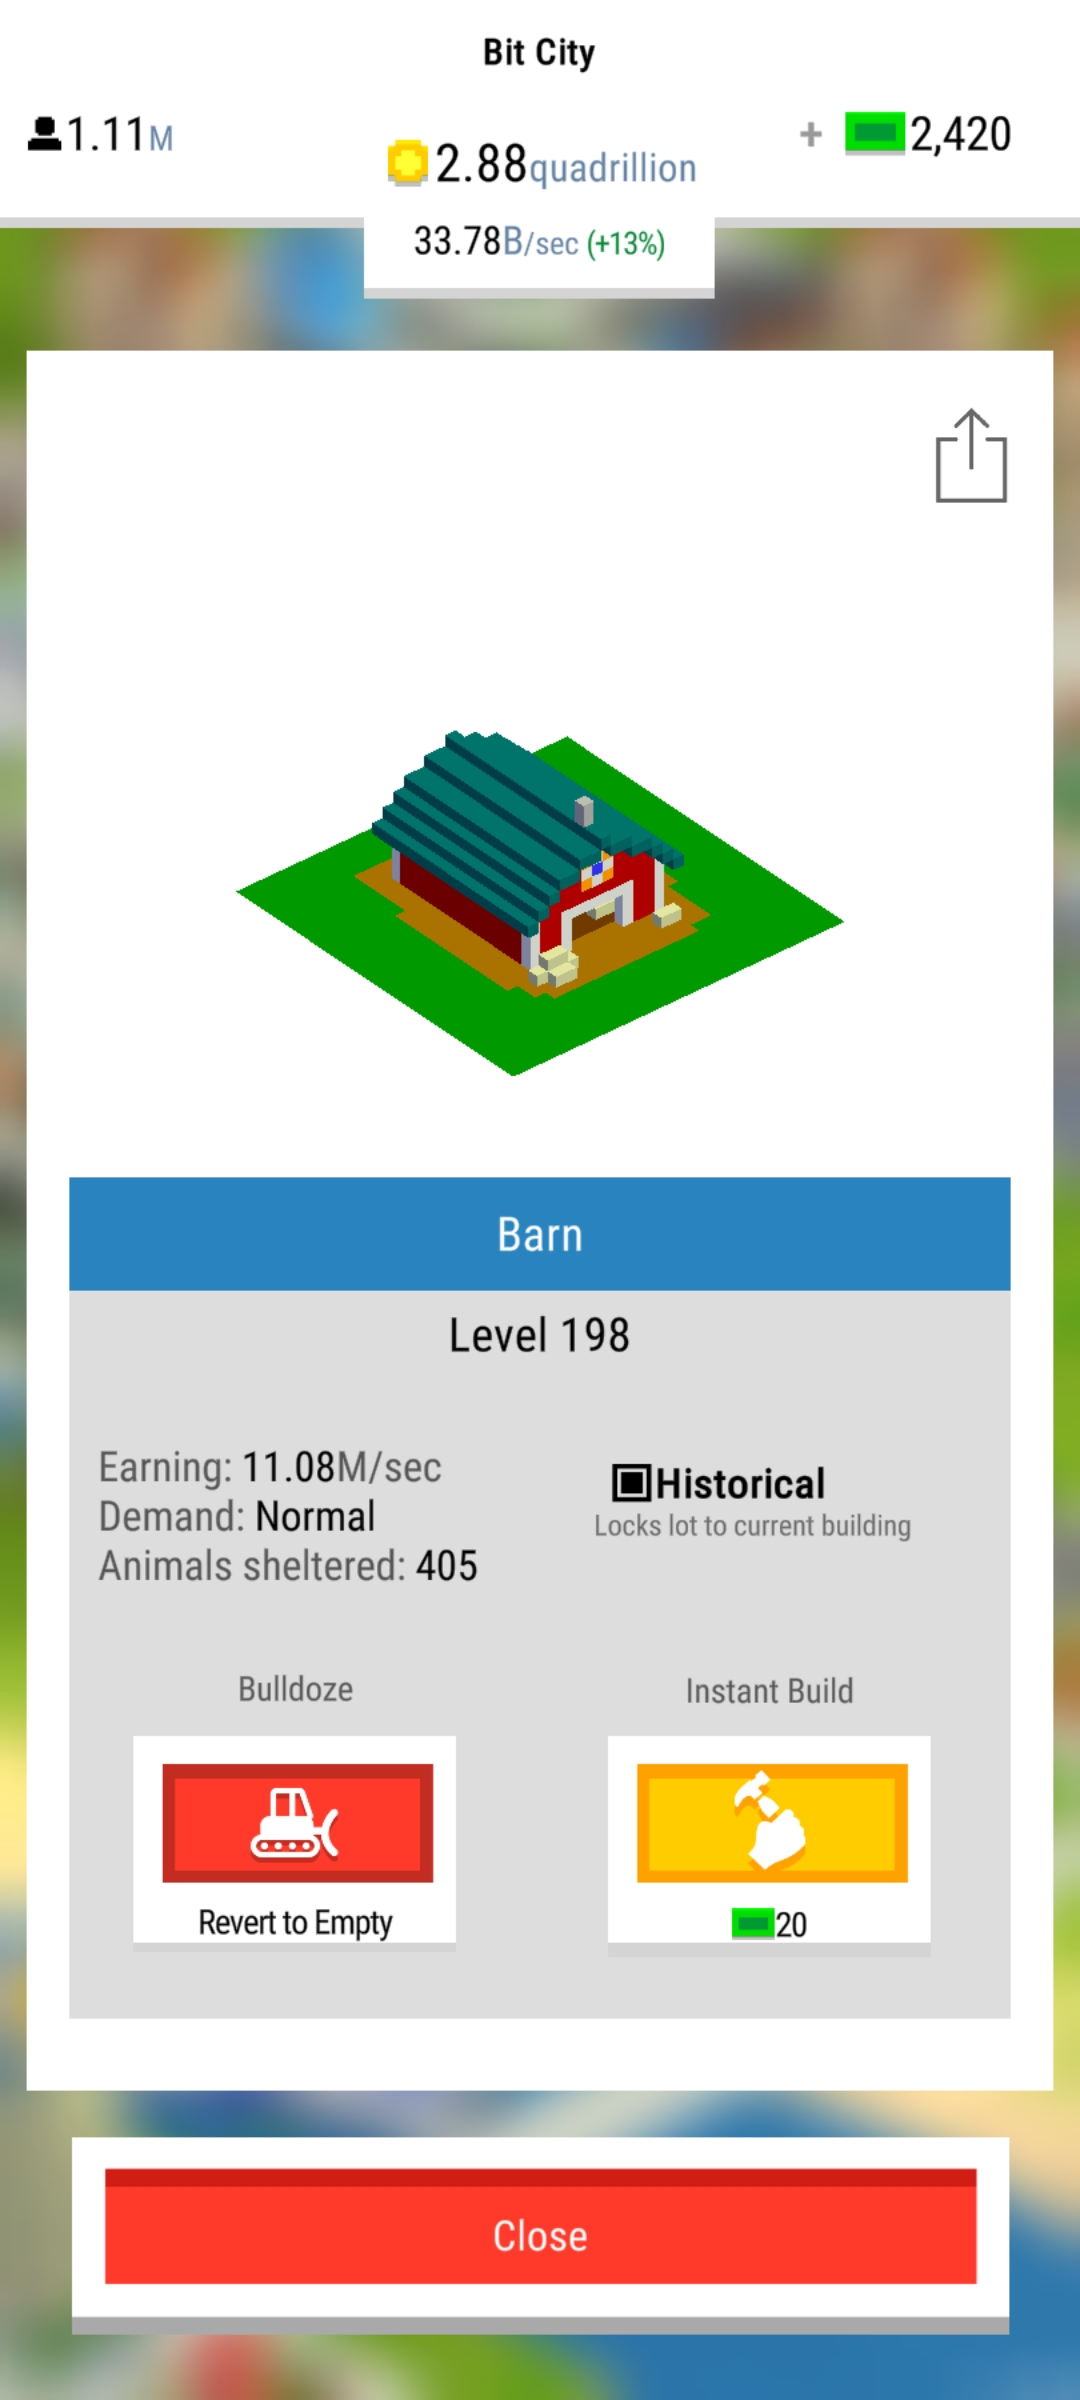 Bit City
1.11M
2.88quadrillion
+ 2,420
33.78B/sec (+13%)
Barn
Level 198
Earning: 11.08M/sec
Demand: Normal
Animals sheltered: 405
Historical
Locks lot to current building
Bulldoze
Revert to Empty
Instant Build
20
Close